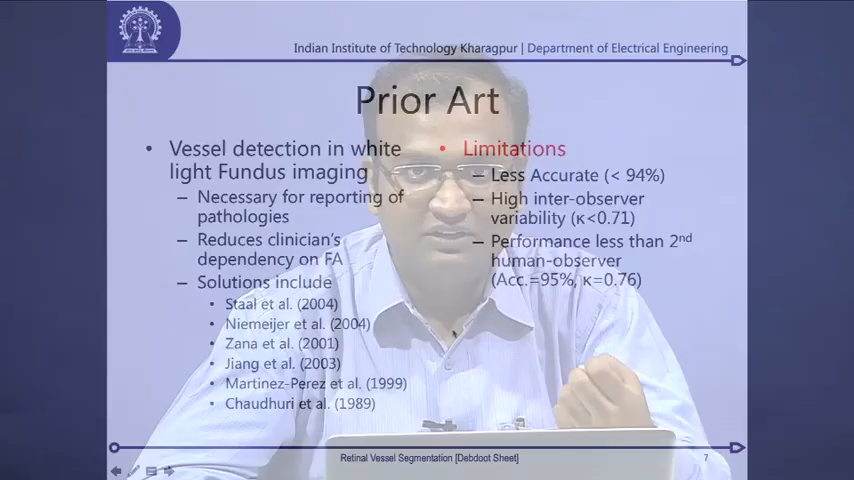 Indian Institute of Technology Kharagpur | Department of Electrical Engineering
Prior Art
• Vessel detection in white
light Fundus imaging
– Necessary for reporting of
pathologies
– Reduces clinician's
dependency on FA
– Solutions include
• Staal et al. (2004)
• Niemeijer et al. (2004)
• Zana et al. (2001)
• Jiang et al. (2003)
• Martinez-Perez et al. (1999)
• Chaudhuri et al. (1989)
• Limitations
– Less Accurate (< 94%)
– High inter-observer
variability (κ<0.71)
– Performance less than 2nd
human-observer
(Acc.=95%, κ=0.76)
Retinal Vessel Segmentation [Debdoot Sheet]
7